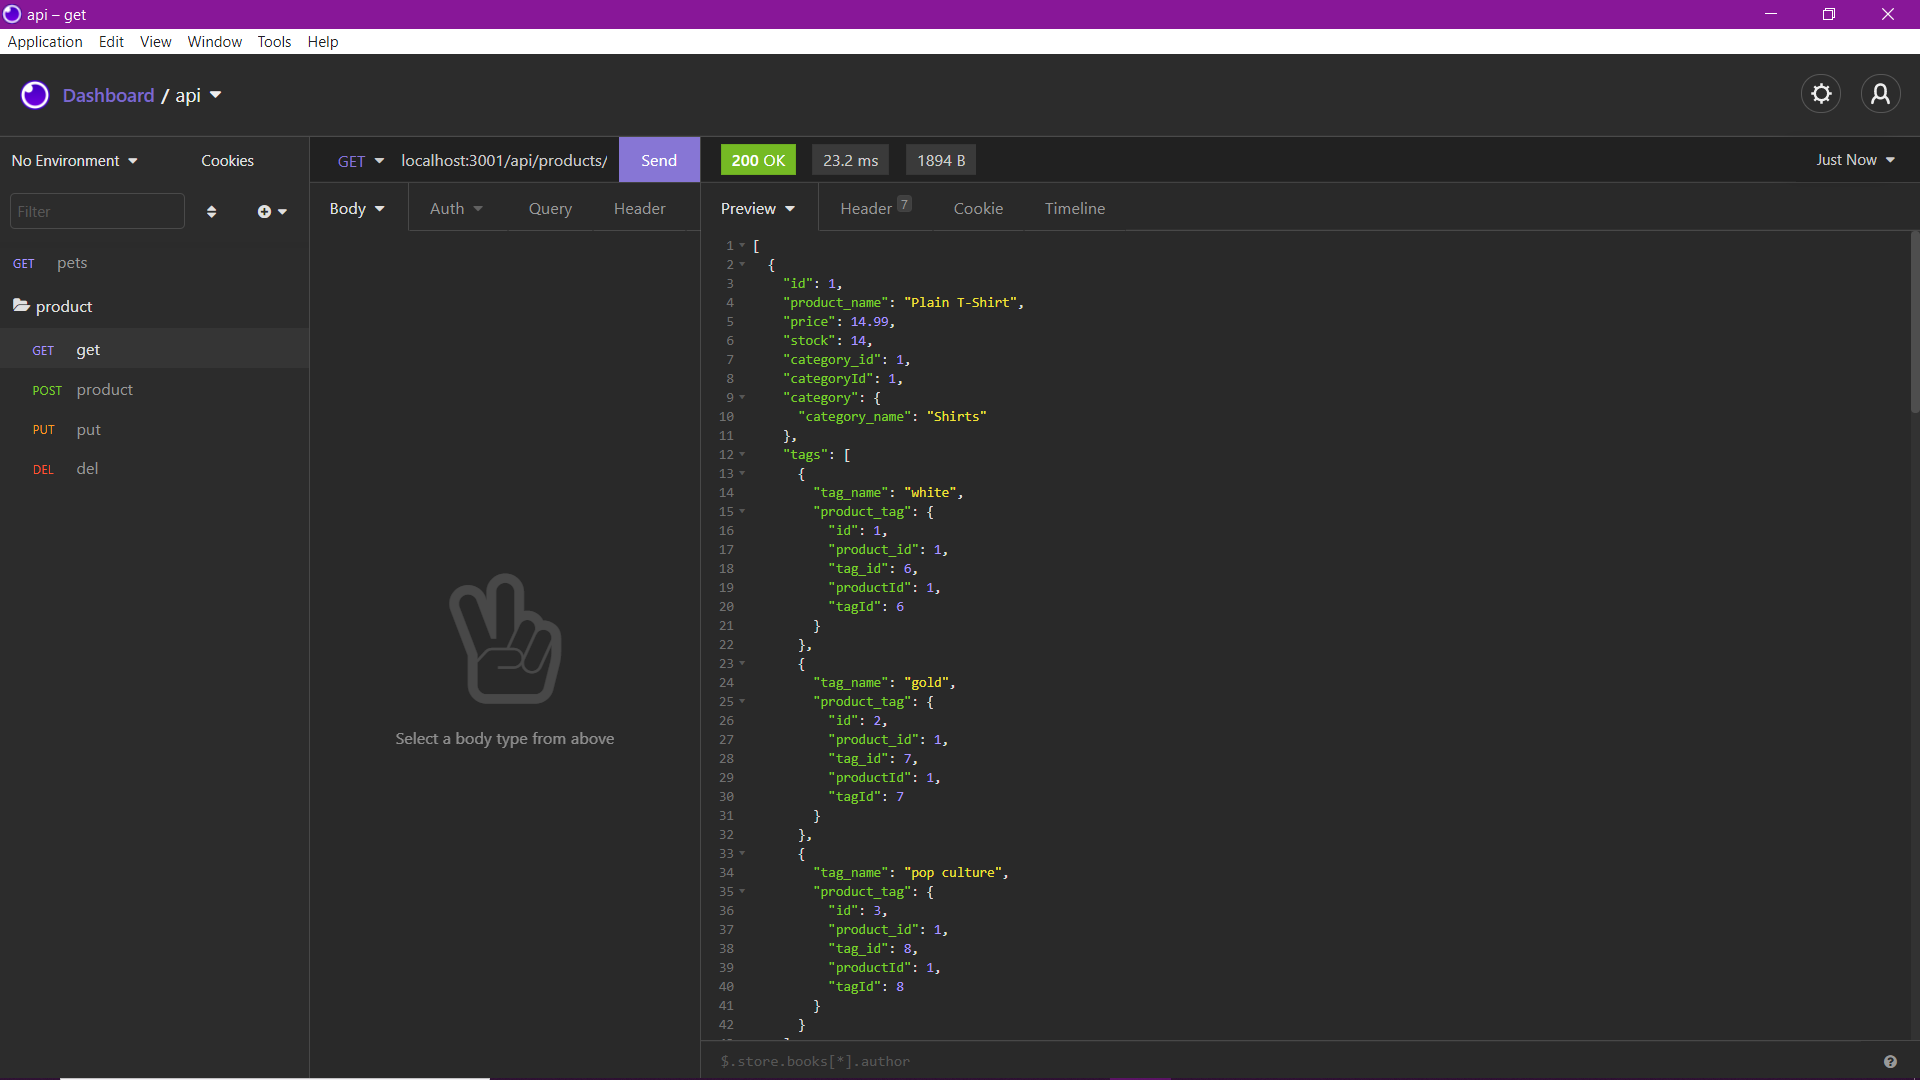 api – get
Application Edit View Window Tools Help
Dashboard / api
No Environment Cookies
GET localhost:3001/api/products/ Send
200 OK 23.2 ms 1894 B Just Now
Filter
Body Auth Query Header
Preview Header 7 Cookie Timeline
GET pets
product
GET get
POST product
PUT put
DEL del
Select a body type from above
1 [
2 {
3 "id": 1,
4 "product_name": "Plain T-Shirt",
5 "price": 14.99,
6 "stock": 14,
7 "category_id": 1,
8 "categoryId": 1,
9 "category": {
10 "category_name": "Shirts"
11 },
12 "tags": [
13 {
14 "tag_name": "white",
15 "product_tag": {
16 "id": 1,
17 "product_id": 1,
18 "tag_id": 6,
19 "productId": 1,
20 "tagId": 6
21 }
22 },
23 {
24 "tag_name": "gold",
25 "product_tag": {
26 "id": 2,
27 "product_id": 1,
28 "tag_id": 7,
29 "productId": 1,
30 "tagId": 7
31 }
32 },
33 {
34 "tag_name": "pop culture",
35 "product_tag": {
36 "id": 3,
37 "product_id": 1,
38 "tag_id": 8,
39 "productId": 1,
40 "tagId": 8
41 }
42 }
$.store.books[*].author